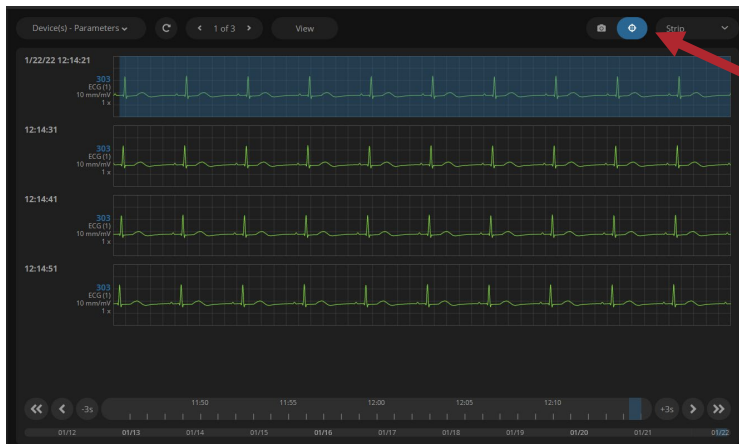 Device(s) - Parameters
1 of 3
View
Strip
1/22/22 12:14:21
303
ECG (1)
10 mm/mV
1 x
12:14:31
303
ECG (1)
10 mm/mV
1 x
12:14:41
303
ECG (1)
10 mm/mV
1 x
12:14:51
303
ECG (1)
10 mm/mV
1 x
-3s 11:50 11:55 12:00 12:05 12:10 +3s
01/12 01/13 01/14 01/15 01/16 01/17 01/18 01/19 01/20 01/21 01/22